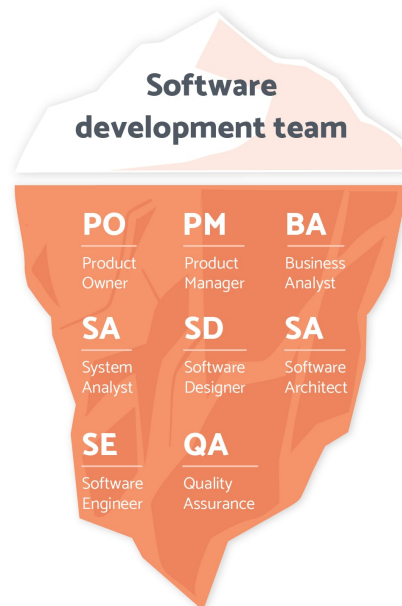 Software
development team
PO PM BA
Product Owner
Product Manager
Business Analyst
SA SD SA
System Analyst
Software Designer
Software Architect
SE QA
Software Engineer
Quality Assurance